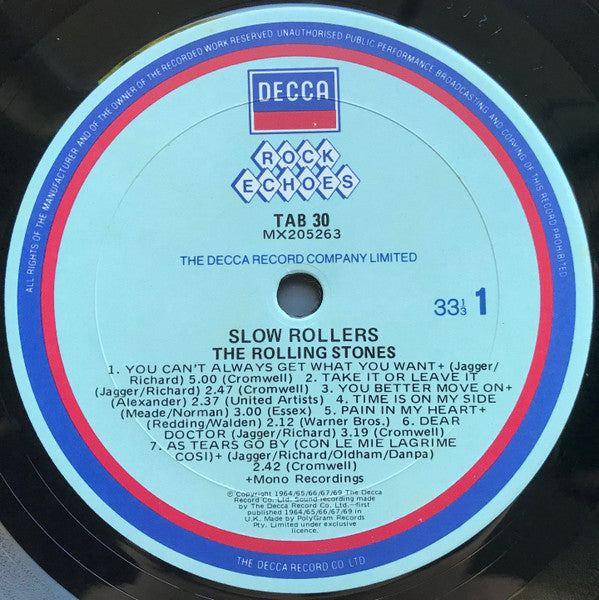 ALL RIGHTS OF THE MANUFACTURER AND OF THE OWNER OF THE RECORDED WORK RESERVED UNAUTHORISED PUBLIC PERFORMANCE BROADCASTING AND COPYING OF THIS RECORD PROHIBITED
DECCA
ROCK
ECHOES
TAB 30
MX205263
THE DECCA RECORD COMPANY LIMITED
33⅓ 1
SLOW ROLLERS
THE ROLLING STONES
1. YOU CAN'T ALWAYS GET WHAT YOU WANT+ (Jagger/
Richard) 5.00 (Cromwell) 2. TAKE IT OR LEAVE IT
(Jagger/Richard) 2.47 (Cromwell) 3. YOU BETTER MOVE ON+
(Alexander) 2.37 (United Artists) 4. TIME IS ON MY SIDE
(Meade/Norman) 3.00 (Essex) 5. PAIN IN MY HEART+
(Redding/Walden) 2.12 (Warner Bros.) 6. DEAR
DOCTOR (Jagger/Richard) 3.19 (Cromwell)
7. AS TEARS GO BY (CON LE MIE LAGRIME
COSI)+ (Jagger/Richard/Oldham/Danpa)
2.42 (Cromwell)
+Mono Recordings
℗ Copyright 1964/65/66/67/69 The Decca
Record Co. Ltd. Sound recording made
by The Decca Record Co. Ltd.—first
published 1964/65/66/67/69 in
U.K. Made by PolyGram Records
Pty. Limited under exclusive
licence.
THE DECCA RECORD CO LTD